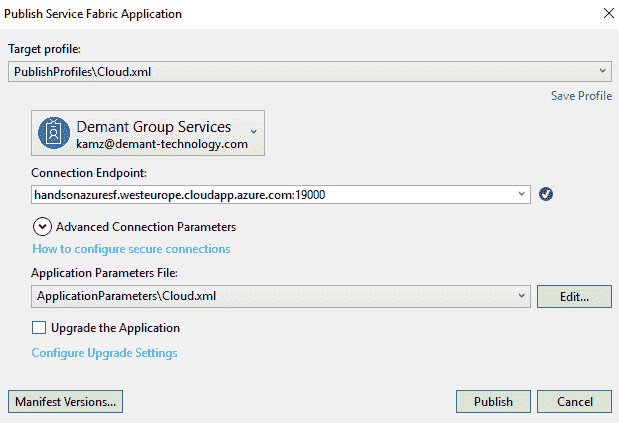 Publish Service Fabric Application
Target profile:
PublishProfiles\Cloud.xml
Save Profile
Demant Group Services
kamz@demant-technology.com
Connection Endpoint:
handsonazuresf.westeurope.cloudapp.azure.com:19000
Advanced Connection Parameters
How to configure secure connections
Application Parameters File:
ApplicationParameters\Cloud.xml
Edit...
Upgrade the Application
Configure Upgrade Settings
Manifest Versions...
Publish
Cancel